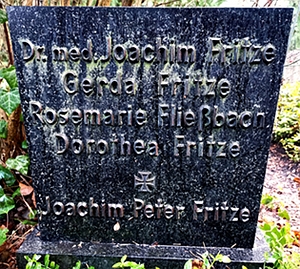 Dr. med. Joachim Fritze
Gerda Fritze
Rosemarie Fließbach
Dorothea Fritze
Joachim Peter Fritze